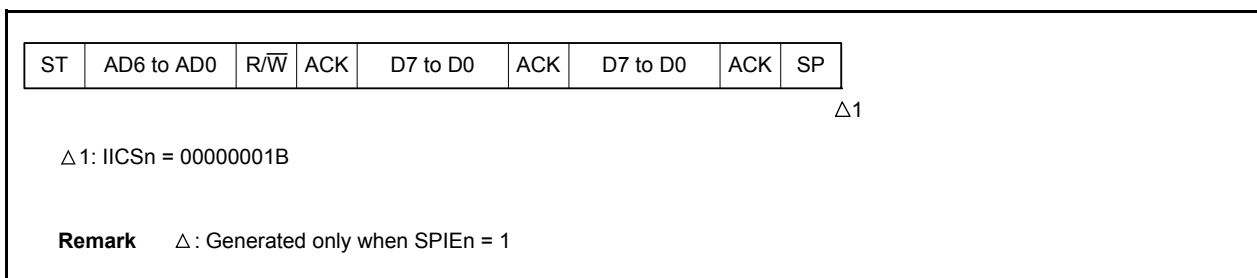 ST AD6 to AD0 R/W̅ ACK D7 to D0 ACK D7 to D0 ACK SP
△1
△1: IICSn = 00000001B
Remark △: Generated only when SPIEn = 1